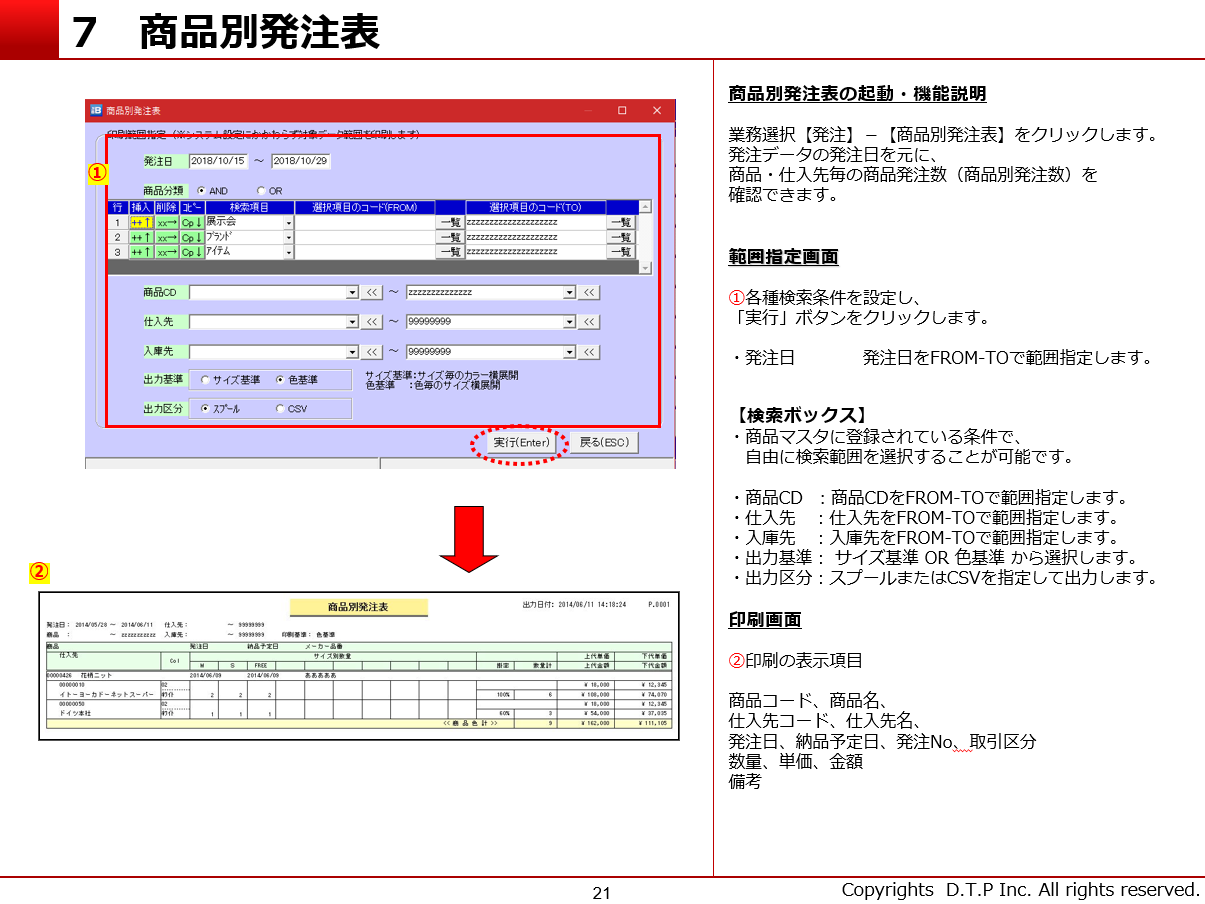 7 商品別発注表
商品別発注表
印刷範囲指定（※システム設定にかかわらず対象データ範囲を印刷します）
①
発注日 2018/10/15 ～ 2018/10/29
商品分類 AND OR
行 挿入 削除 ｺﾋﾟｰ 検索項目 選択項目のコード(FROM) 選択項目のコード(TO)
1 ++↑ xx→ Cp↓ 展示会 一覧 zzzzzzzzzzzzzzzzzzzz 一覧
2 ++↑ xx→ Cp↓ ﾌﾞﾗﾝﾄﾞ 一覧 zzzzzzzzzzzzzzzzzzzz 一覧
3 ++↑ xx→ Cp↓ ｱｲﾃﾑ 一覧 zzzzzzzzzzzzzzzzzzzz 一覧
商品CD << ～ zzzzzzzzzzzzzz <<
仕入先 << ～ 99999999 <<
入庫先 << ～ 99999999 <<
出力基準 サイズ基準 色基準 サイズ基準:サイズ毎のカラー横展開
色基準 :色毎のサイズ横展開
出力区分 ｽﾌﾟｰﾙ CSV
実行(Enter) 戻る(ESC)
②
商品別発注表 出力日付: 2014/06/11 14:18:24 P.0001
発注日: 2014/05/28 ～ 2014/06/11 仕入先: ～ 99999999
商品 : ～ zzzzzzzzzzz 入庫先: ～ 99999999 印刷基準: 色基準
商品 発注日 納品予定日 メーカー品番
仕入先 Col サイズ別数量 上代単価 下代単価
M S FREE 掛率 数量計 上代金額 下代金額
00000426 花柄ニット 2014/06/09 2014/06/09 あああああ
00000010 02 ¥ 18,000 ¥ 12,345
イトーヨーカドーネットスーパー ﾎﾜｲﾄ 2 2 2 100% 6 ¥ 108,000 ¥ 74,070
00000050 02 ¥ 18,000 ¥ 12,345
ドイツ本社 ﾎﾜｲﾄ 1 1 1 60% 3 ¥ 54,000 ¥ 37,035
<< 商 品 色 計 >> 9 ¥ 162,000 ¥ 111,105
商品別発注表の起動・機能説明
業務選択【発注】－【商品別発注表】をクリックします。
発注データの発注日を元に、
商品・仕入先毎の商品発注数（商品別発注数）を
確認できます。
範囲指定画面
①各種検索条件を設定し、
「実行」ボタンをクリックします。
・発注日 発注日をFROM-TOで範囲指定します。
【検索ボックス】
・商品マスタに登録されている条件で、
自由に検索範囲を選択することが可能です。
・商品CD ：商品CDをFROM-TOで範囲指定します。
・仕入先 ：仕入先をFROM-TOで範囲指定します。
・入庫先 ：入庫先をFROM-TOで範囲指定します。
・出力基準： サイズ基準 OR 色基準 から選択します。
・出力区分：スプールまたはCSVを指定して出力します。
印刷画面
②印刷の表示項目
商品コード、商品名、
仕入先コード、仕入先名、
発注日、納品予定日、発注No、取引区分
数量、単価、金額
備考
21
Copyrights D.T.P Inc. All rights reserved.